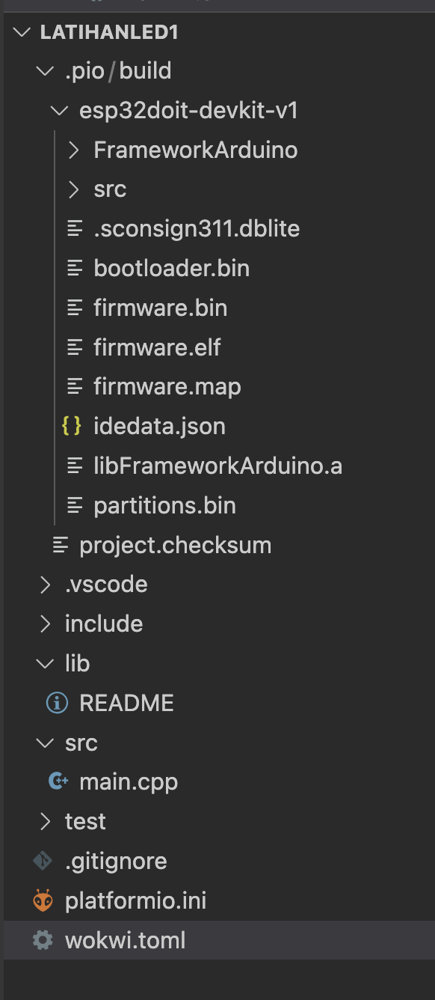 LATIHANLED1
.pio/build
esp32doit-devkit-v1
FrameworkArduino
src
.sconsign311.dblite
bootloader.bin
firmware.bin
firmware.elf
firmware.map
idedata.json
libFrameworkArduino.a
partitions.bin
project.checksum
.vscode
include
lib
README
src
main.cpp
test
.gitignore
platformio.ini
wokwi.toml